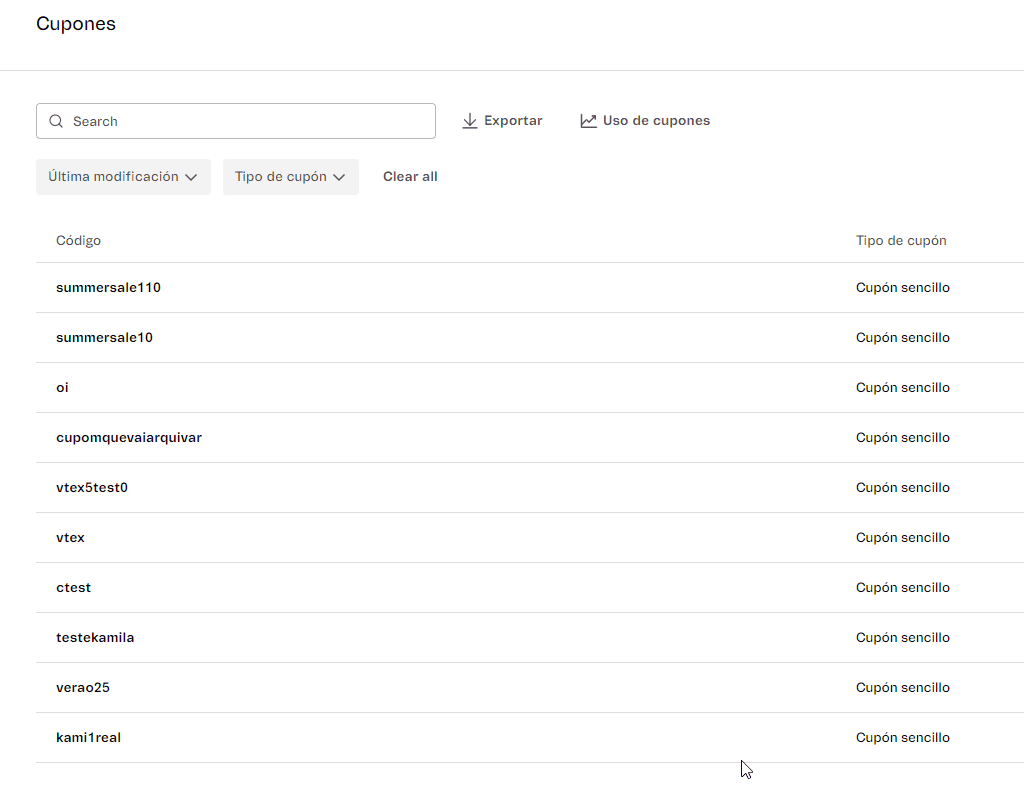 Cupones
Search
Exportar
Uso de cupones
Última modificación
Tipo de cupón
Clear all
Código Tipo de cupón
summersale110 Cupón sencillo
summersale10 Cupón sencillo
oi Cupón sencillo
cupomquevaiarquivar Cupón sencillo
vtex5test0 Cupón sencillo
vtex Cupón sencillo
ctest Cupón sencillo
testekamila Cupón sencillo
verao25 Cupón sencillo
kami1real Cupón sencillo